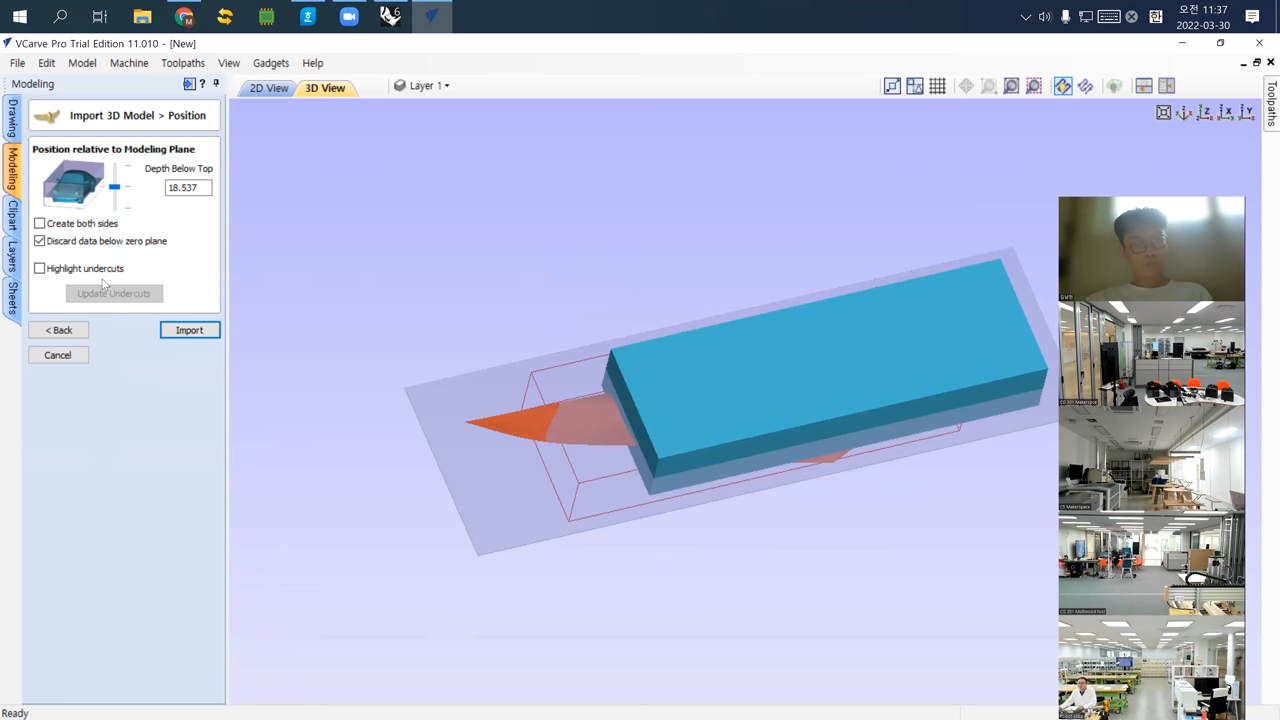 6
오전 11:37
한
2022-03-30
VCarve Pro Trial Edition 11.010 - [New]
File Edit Model Machine Toolpaths View Gadgets Help
Modeling
2D View
3D View
Layer 1
Drawing
Modeling
Clipart
Layers
Sheets
Toolpaths
Import 3D Model > Position
Position relative to Modeling Plane
Depth Below Top
18.537
Create both sides
Discard data below zero plane
Highlight undercuts
Update Undercuts
< Back
Import
Cancel
Z
X
Y
Ready